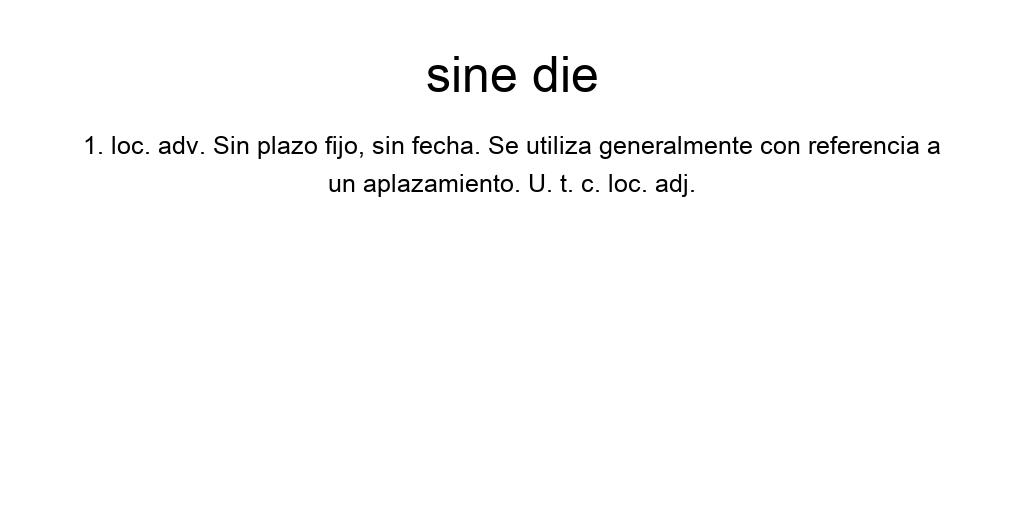 sine die
1. loc. adv. Sin plazo fijo, sin fecha. Se utiliza generalmente con referencia a
un aplazamiento. U. t. c. loc. adj.